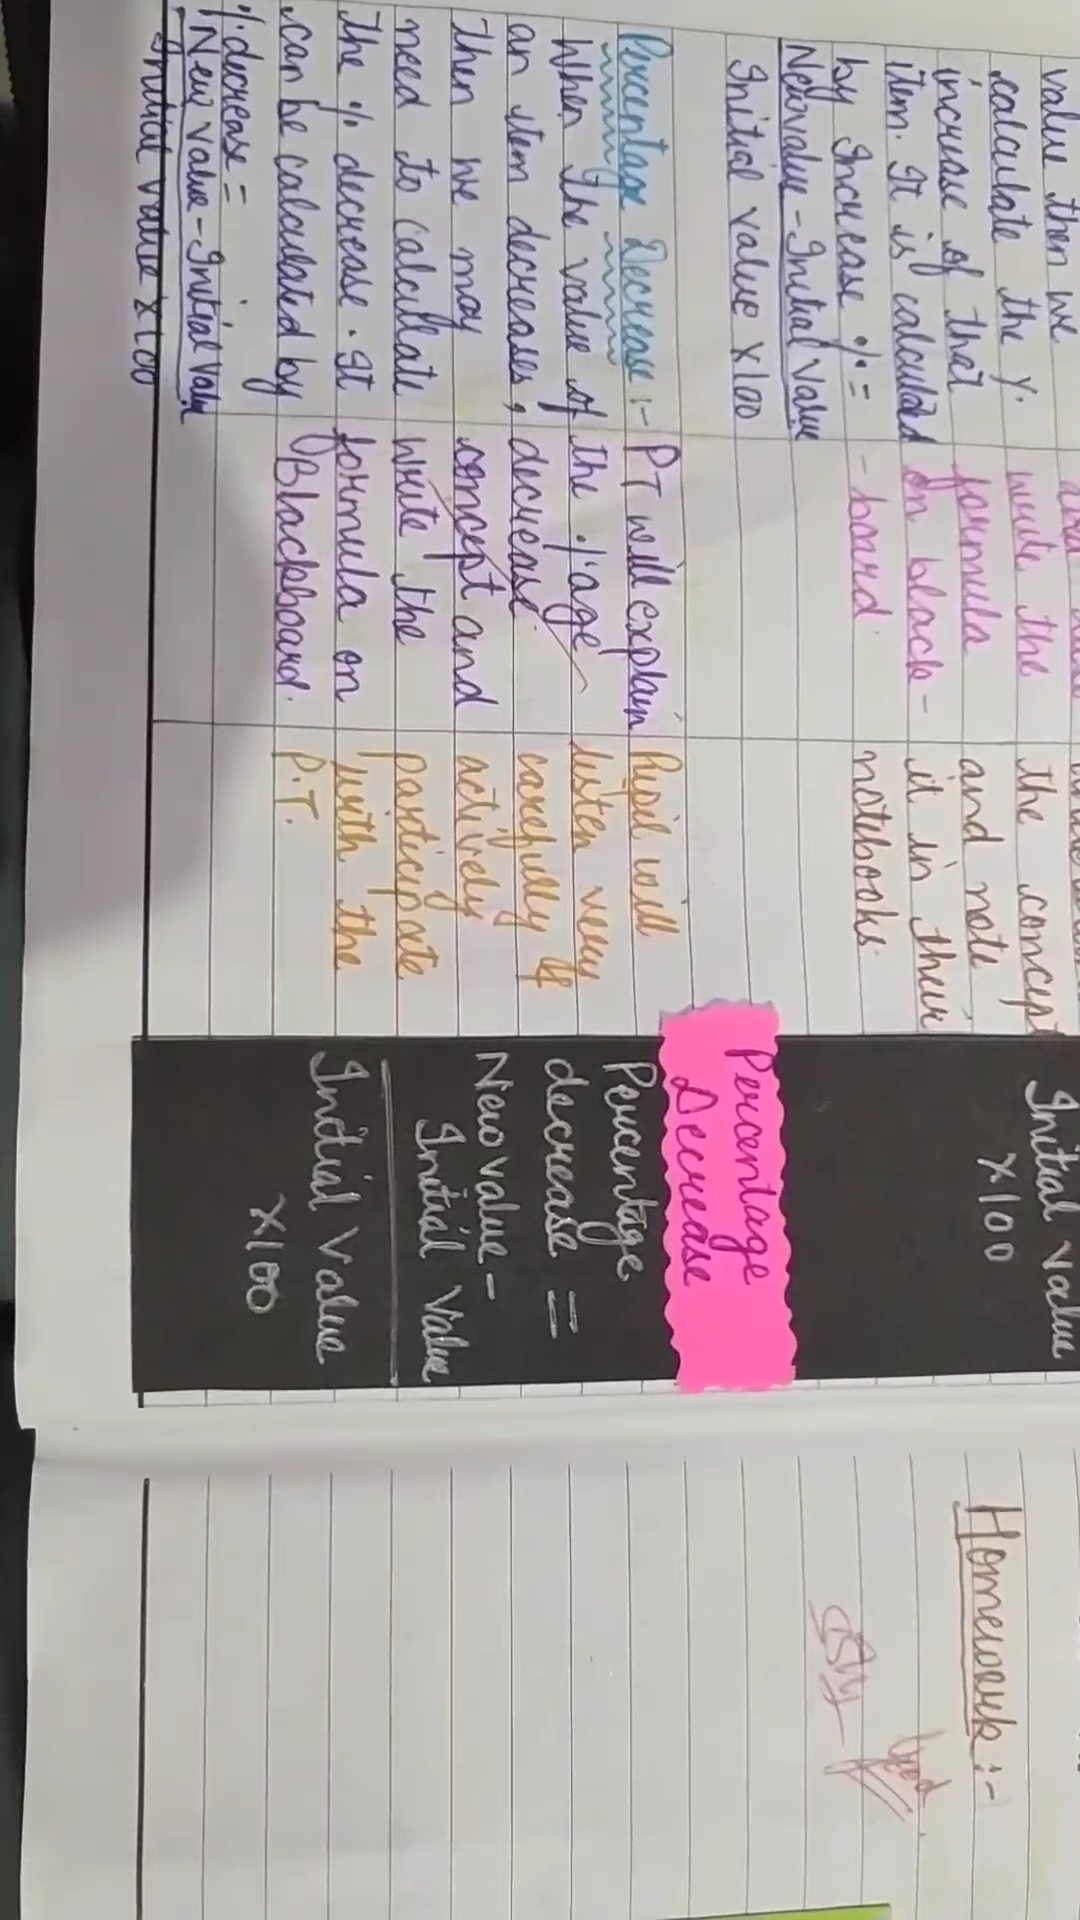 value then we
calculate the %
increase of that
item. It is calculated
by Increase % =
New value - Initial value
Initial value x100
Percentage Decrease :-
When the value of
an item decreases,
then we may
need to calculate
the % decrease. It
can be calculated by
% decrease =
New value - Initial value
Initial value x100
write the
formula
on black-
-board.
PT will explain
the %age
decrease
concept and
write the
formula on
Blackboard.
the concept
and note
it in their
notebooks.
Pupil will
listen very
carefully &
actively
participate
with the
P.T.
Initial value
x100
Percentage
Decrease
Percentage
decrease =
New value -
Initial value
Initial value
x100
Homework :-
Good